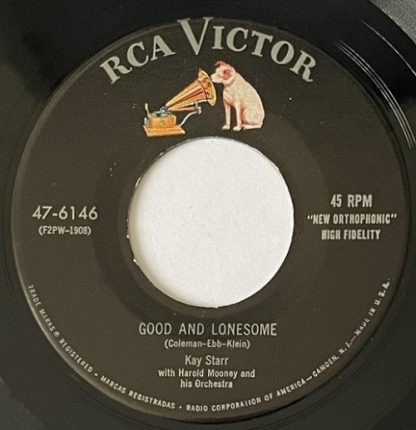 RCA VICTOR
47-6146
(F2PW-1908)
45 RPM
"NEW ORTHOPHONIC"
HIGH FIDELITY
GOOD AND LONESOME
(Coleman-Ebb-Klein)
Kay Starr
with Harold Mooney and
his Orchestra
TRADE MARKS ® REGISTERED - MARCAS REGISTRADAS - RADIO CORPORATION OF AMERICA-CAMDEN, N.J.-MADE IN U.S.A.